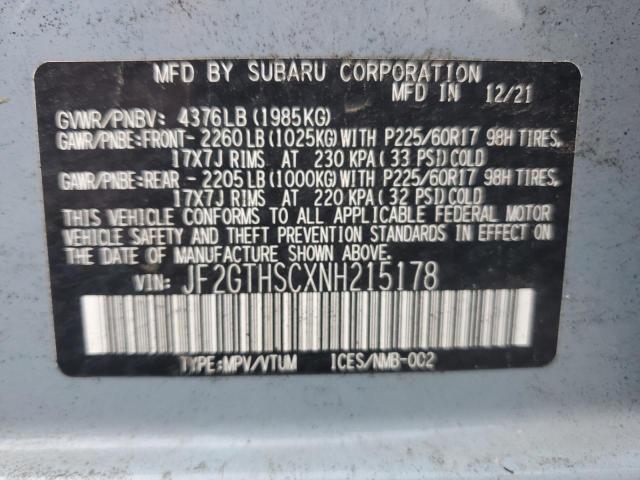 MFD BY SUBARU CORPORATION
MFD IN 12/21
GVWR/PNBV: 4376LB (1985KG)
GAWR/PNBE:FRONT-2260LB (1025KG)WITH P225/60R17 98H TIRES,
17X7J RIMS AT 230 KPA (33 PSI)COLD
GAWR/PNBE:REAR -2205LB (1000KG)WITH P225/60R17 98H TIRES,
17X7J RIMS AT 220 KPA (32 PSI)COLD
THIS VEHICLE CONFORMS TO ALL APPLICABLE FEDERAL MOTOR
VEHICLE SAFETY AND THEFT PREVENTION STANDARDS IN EFFECT ON
THE DATE OF MANUFACTURE SHOWN ABOVE.
VIN: JF2GTHSCXNH215178
TYPE:MPV/VTUM ICES/NMB-002